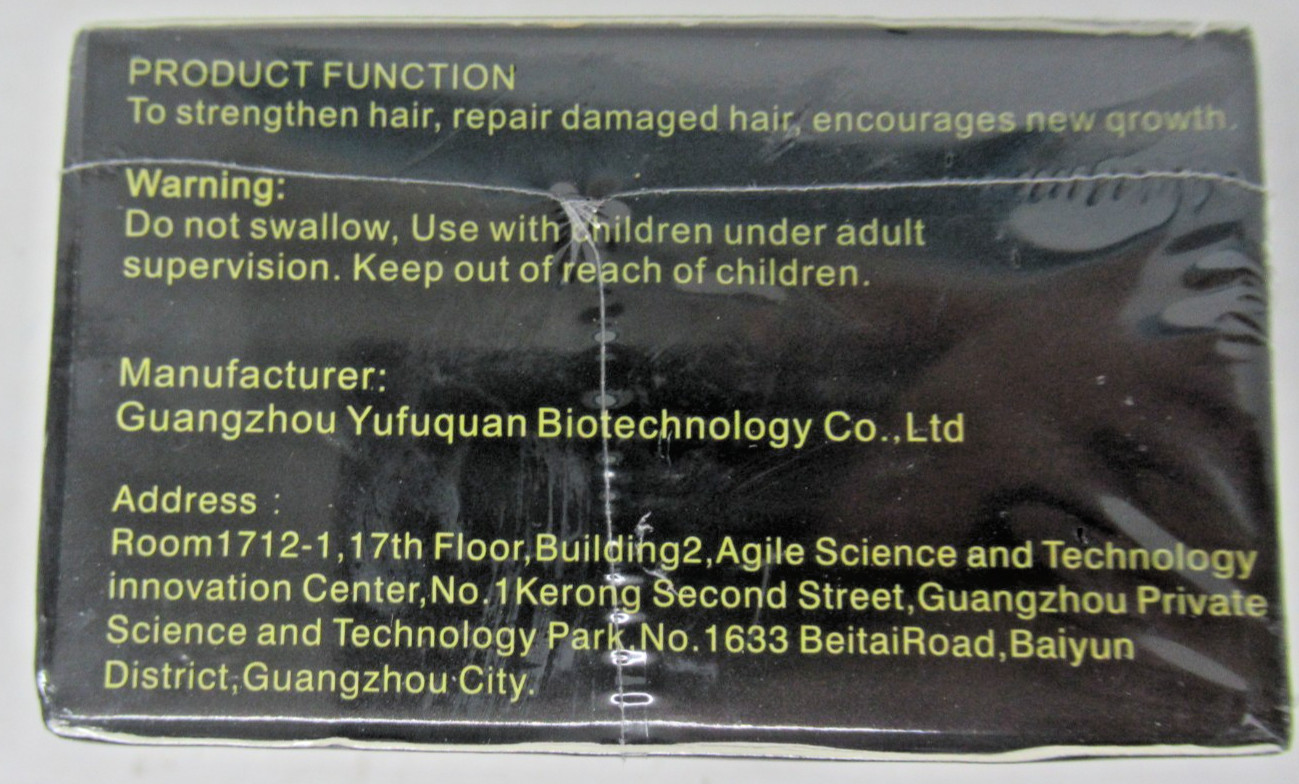 PRODUCT FUNCTION
To strengthen hair, repair damaged hair, encourages new growth.
Warning:
Do not swallow, Use with children under adult
supervision. Keep out of reach of children.
Manufacturer:
Guangzhou Yufuquan Biotechnology Co.,Ltd
Address :
Room1712-1,17th Floor,Building2,Agile Science and Technology
innovation Center,No.1Kerong Second Street,Guangzhou Private
Science and Technology Park,No.1633 BeitaiRoad,Baiyun
District,Guangzhou City.